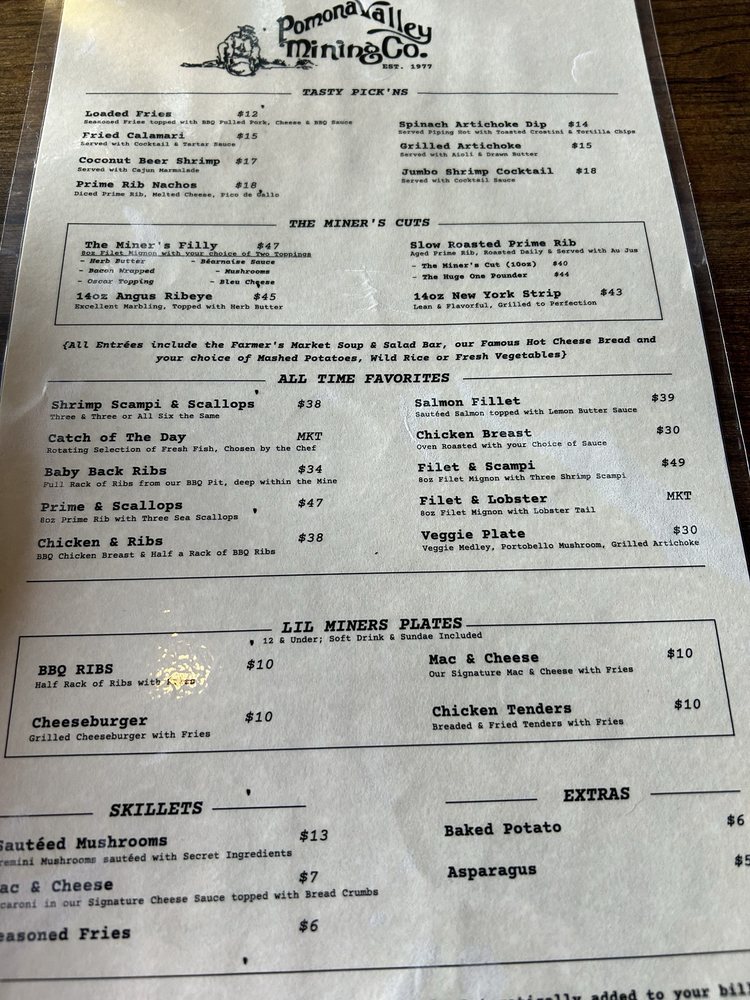 Pomona Valley
Mining Co.
EST. 1977
TASTY PICK'NS
Loaded Fries $12
Seasoned Fries topped with BBQ Pulled Pork, Cheese & BBQ Sauce
Fried Calamari $15
Served with Cocktail & Tartar Sauce
Coconut Beer Shrimp $17
Served with Cajun Marmalade
Prime Rib Nachos $18
Diced Prime Rib, Melted Cheese, Pico de Gallo
Spinach Artichoke Dip $14
Served Piping Hot with Toasted Crostini & Tortilla Chips
Grilled Artichoke $15
Served with Aioli & Drawn Butter
Jumbo Shrimp Cocktail $18
Served with Cocktail Sauce
THE MINER'S CUTS
The Miner's Filly $47
8oz Filet Mignon with your choice of Two Toppings
- Herb Butter - Béarnaise Sauce
- Bacon Wrapped - Mushrooms
- Oscar Topping - Bleu Cheese
14oz Angus Ribeye $45
Excellent Marbling, Topped with Herb Butter
Slow Roasted Prime Rib
Aged Prime Rib, Roasted Daily & Served with Au Jus
- The Miner's Cut (10oz) $40
- The Huge One Pounder $44
14oz New York Strip $43
Lean & Flavorful, Grilled to Perfection
{All Entrées include the Farmer's Market Soup & Salad Bar, our Famous Hot Cheese Bread and
your choice of Mashed Potatoes, Wild Rice or Fresh Vegetables}
ALL TIME FAVORITES
Shrimp Scampi & Scallops $38
Three & Three or All Six the Same
Catch of The Day MKT
Rotating Selection of Fresh Fish, Chosen by the Chef
Baby Back Ribs $34
Full Rack of Ribs from our BBQ Pit, deep within the Mine
Prime & Scallops $47
8oz Prime Rib with Three Sea Scallops
Chicken & Ribs $38
BBQ Chicken Breast & Half a Rack of BBQ Ribs
Salmon Fillet $39
Sautéed Salmon topped with Lemon Butter Sauce
Chicken Breast $30
Oven Roasted with your Choice of Sauce
Filet & Scampi $49
8oz Filet Mignon with Three Shrimp Scampi
Filet & Lobster MKT
8oz Filet Mignon with Lobster Tail
Veggie Plate $30
Veggie Medley, Portobello Mushroom, Grilled Artichoke
LIL MINERS PLATES
12 & Under; Soft Drink & Sundae Included
BBQ RIBS $10
Half Rack of Ribs with
Cheeseburger $10
Grilled Cheeseburger with Fries
Mac & Cheese $10
Our Signature Mac & Cheese with Fries
Chicken Tenders $10
Breaded & Fried Tenders with Fries
SKILLETS
Sautéed Mushrooms $13
remini Mushrooms sautéed with Secret Ingredients
ac & Cheese $7
caroni in our Signature Cheese Sauce topped with Bread Crumbs
easoned Fries $6
EXTRAS
Baked Potato $6
Asparagus $5
added to your bill